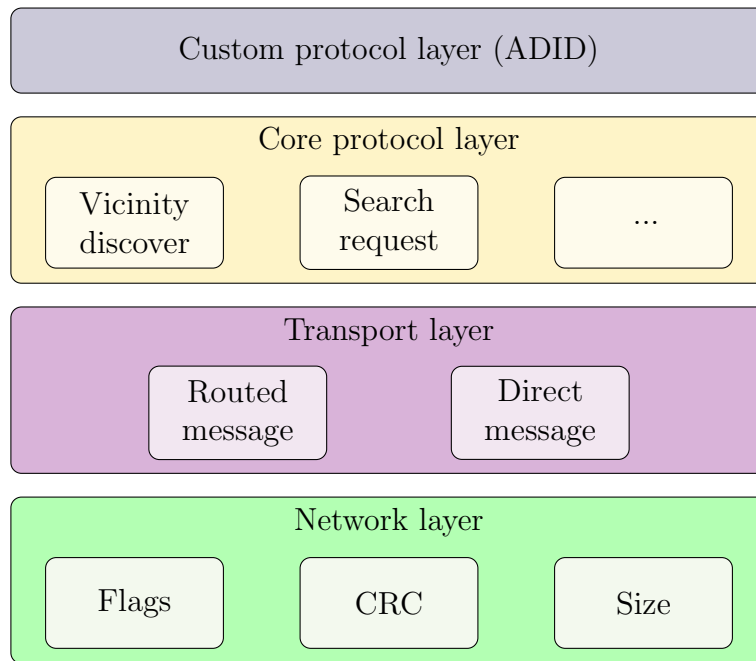 Custom protocol layer (ADID)
Core protocol layer
Vicinity
discover
Search
request
...
Transport layer
Routed
message
Direct
message
Network layer
Flags
CRC
Size